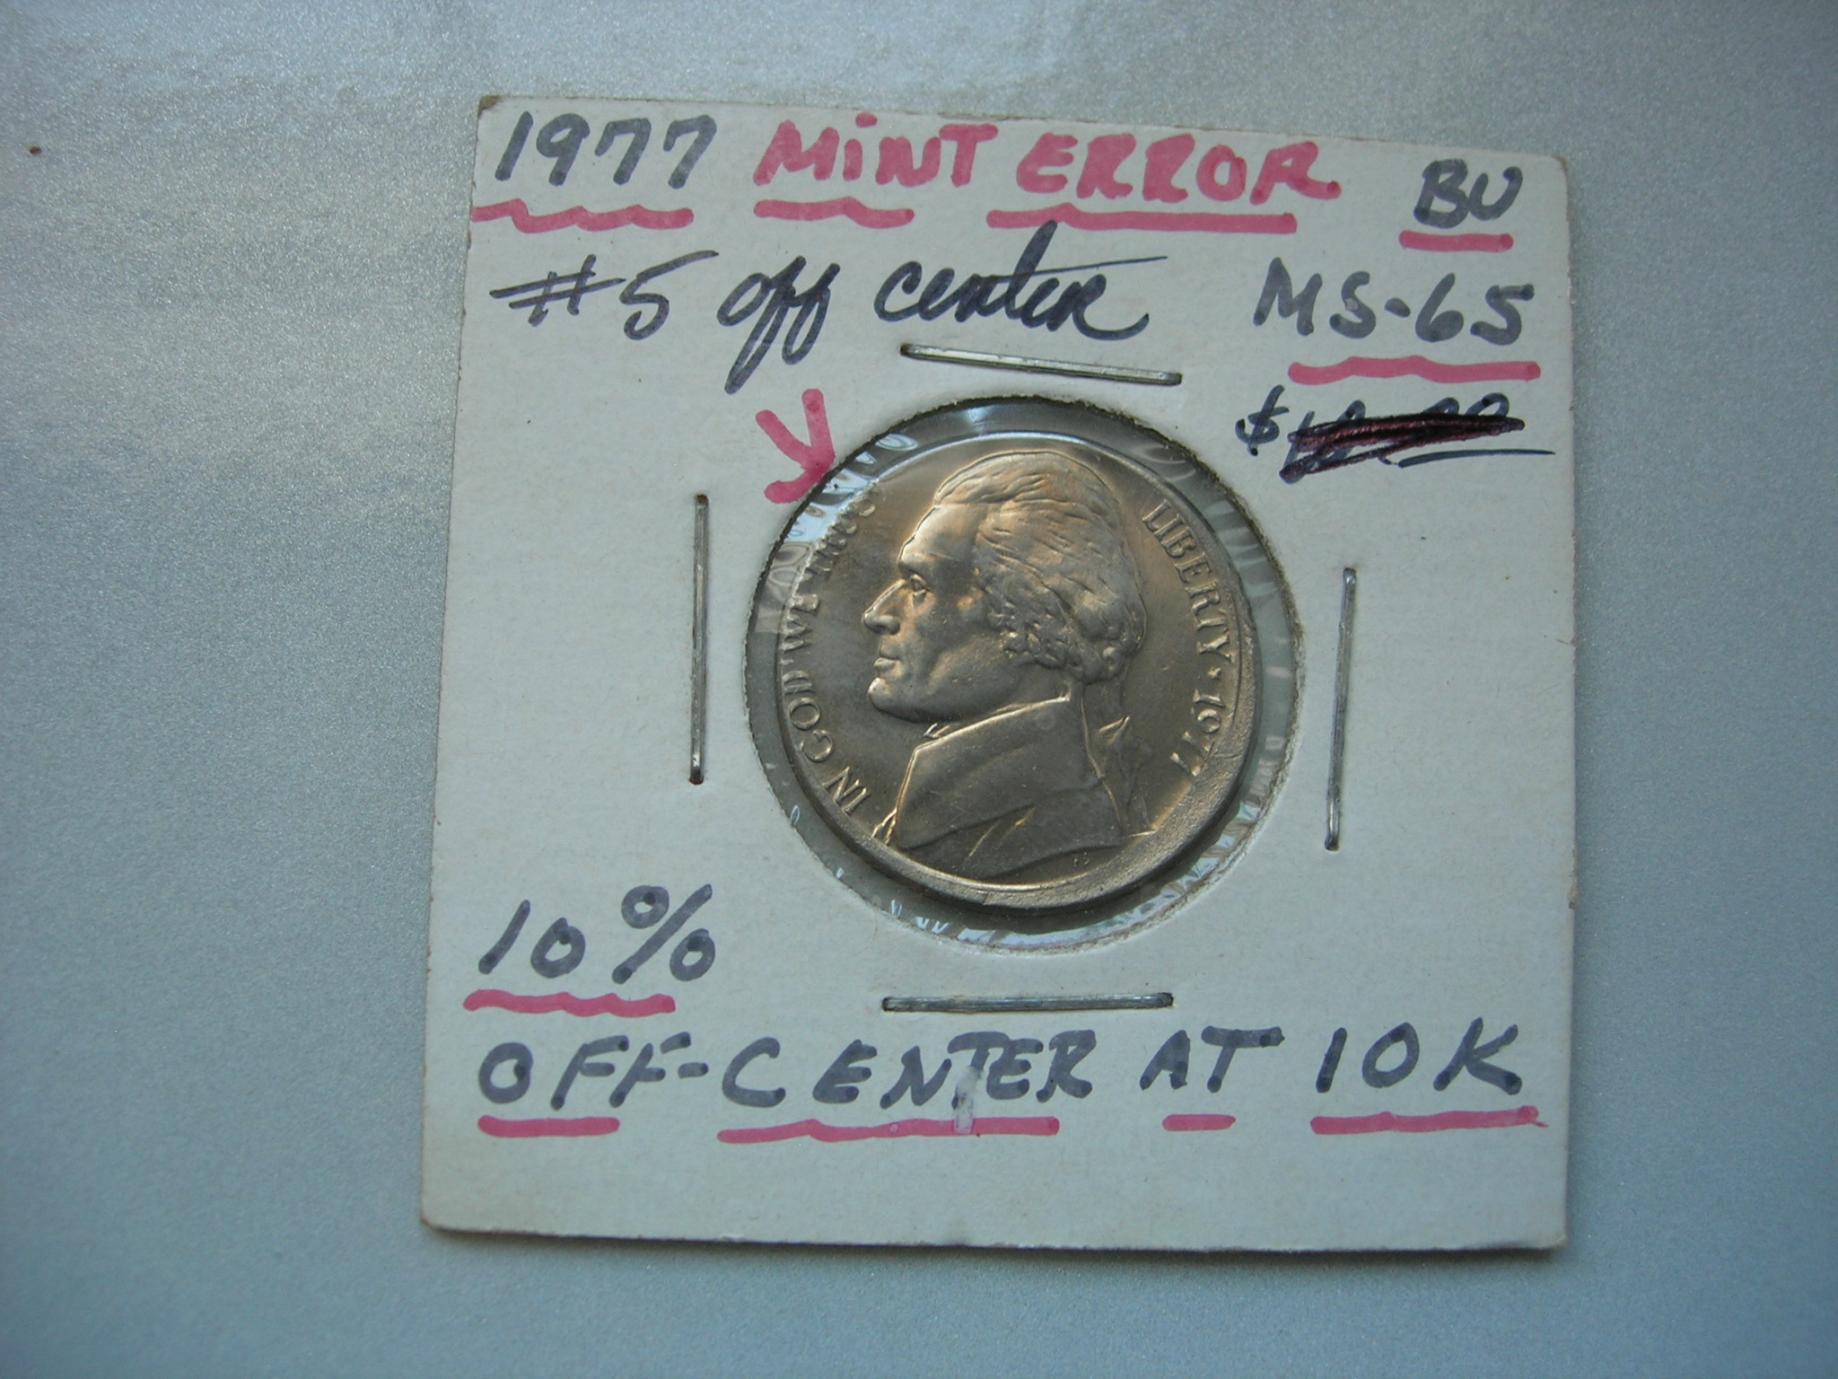 1977 MINT ERROR BU
#5 off center MS-65
$
IN GOD WE TRUST
LIBERTY ★ 1977
10%
OFF-CENTER AT 10K